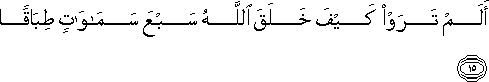 أَلَمْ تَرَوْا۟ كَيْفَ خَلَقَ ٱللَّهُ سَبْعَ سَمَـٰوَٰتٍ طِبَاقًا
١٥